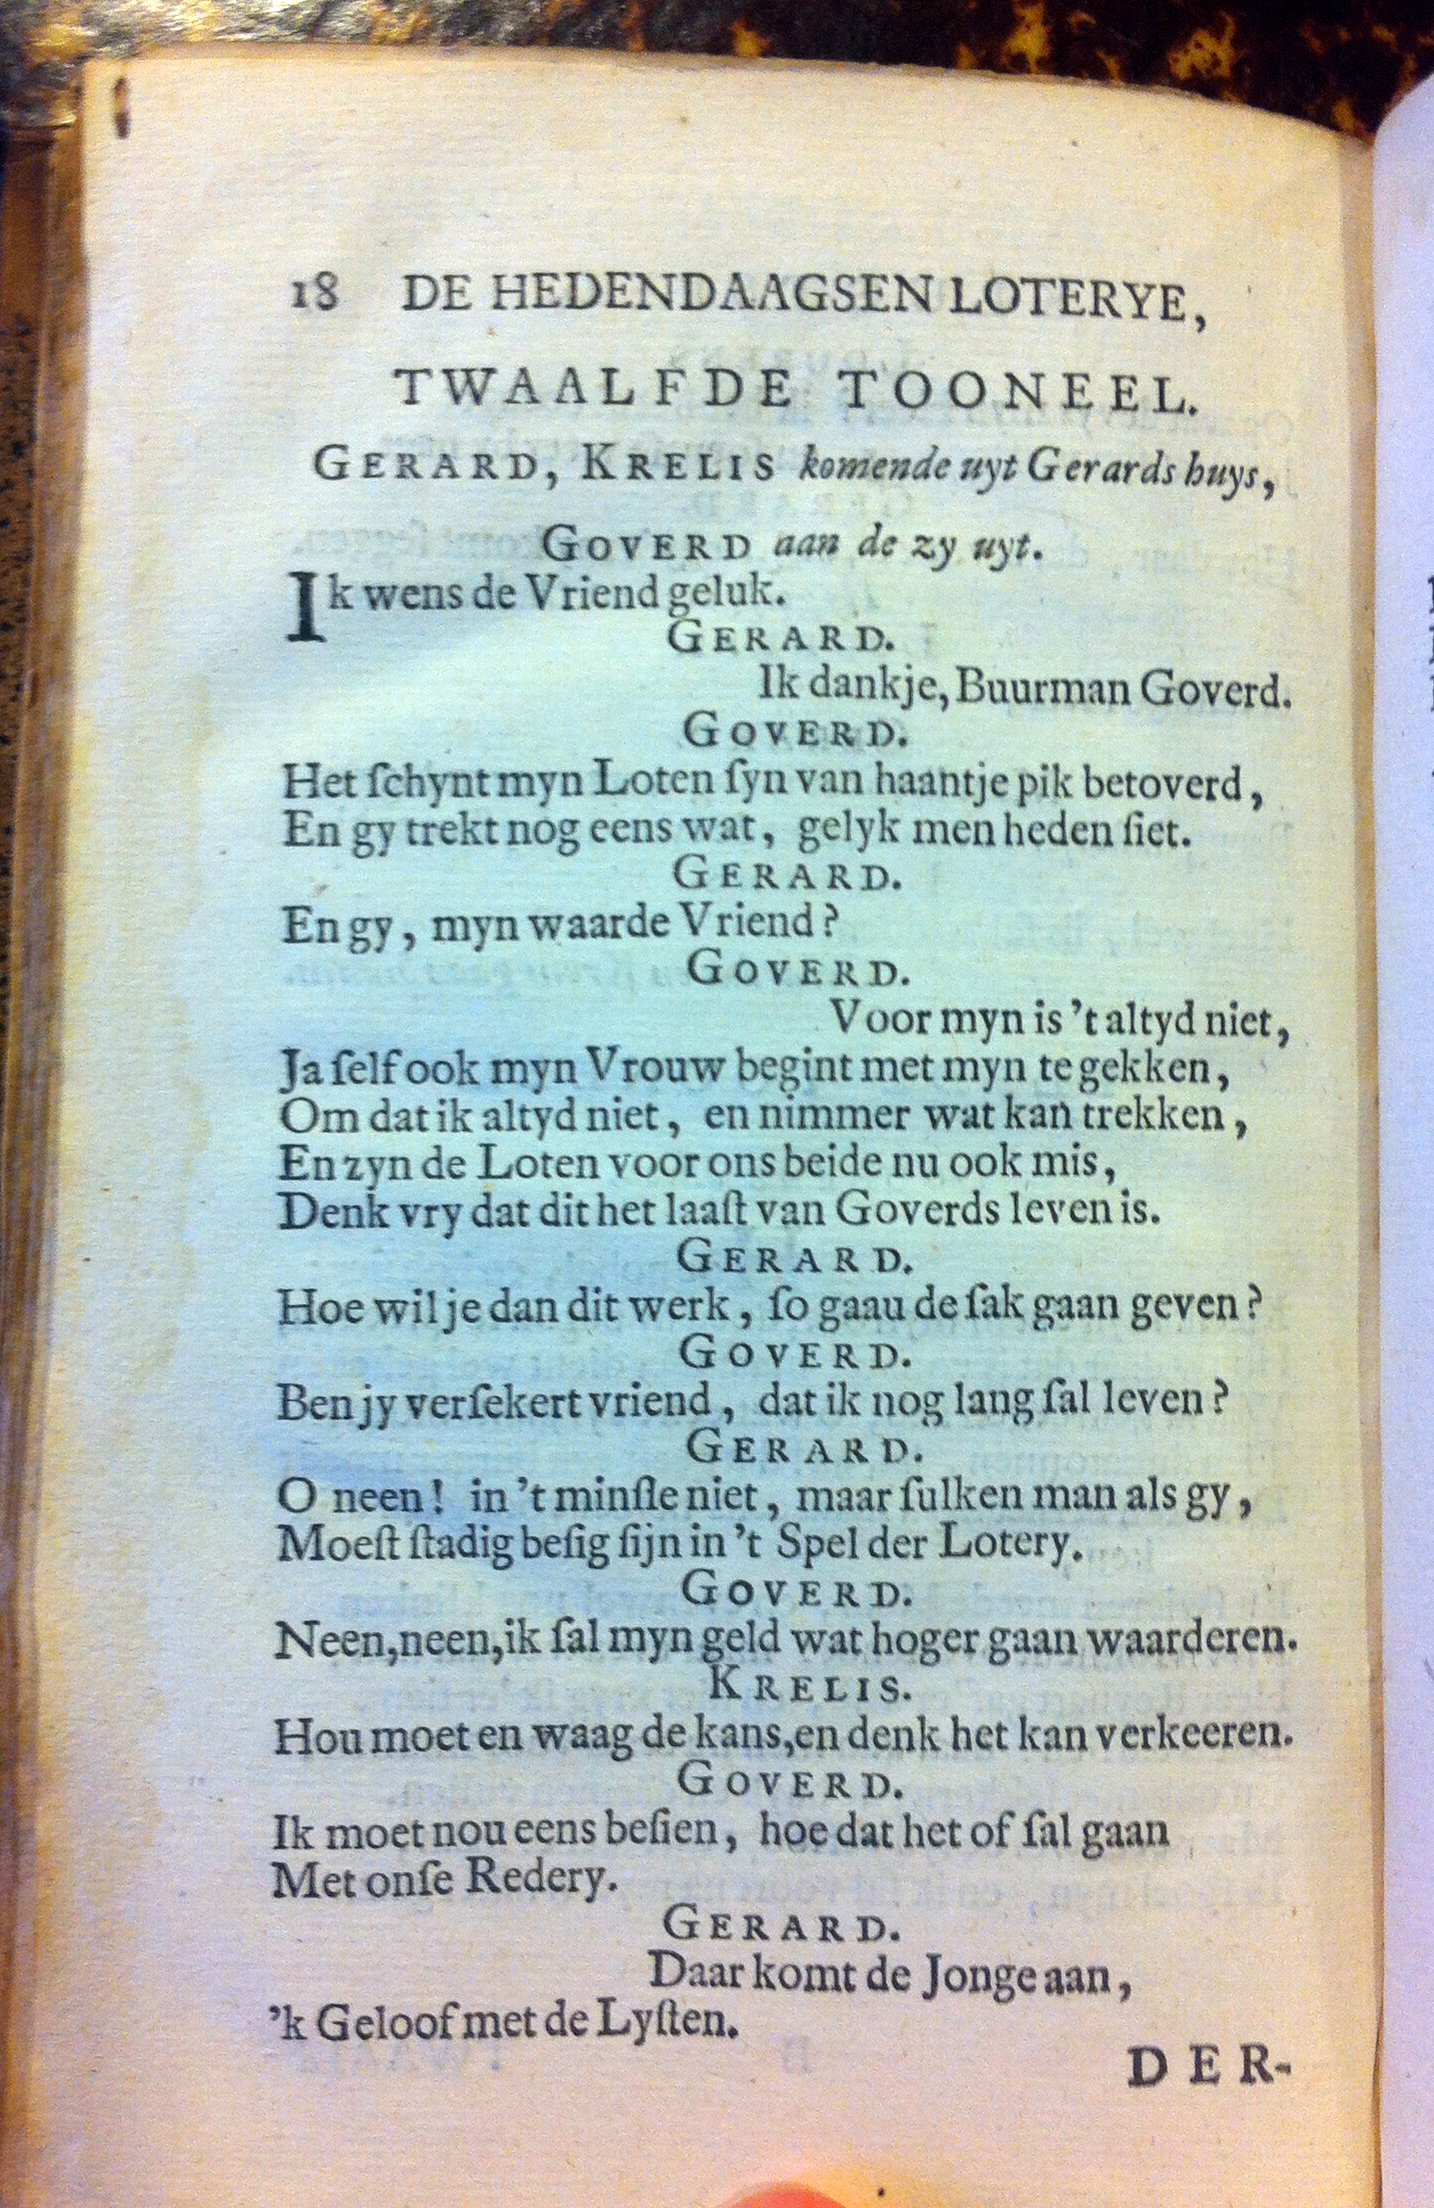 18 DE HEDENDAAGSEN LOTERYE,
TWAALFDE TOONEEL.
GERARD, KRELIS komende uyt Gerards huys,
GOVERD aan de zy uyt.
Ik wens de Vriend geluk.
GERARD.
Ik dankje, Buurman Goverd.
GOVERD.
Het ſchynt myn Loten ſyn van haantje pik betoverd,
En gy trekt nog eens wat, gelyk men heden ſiet.
GERARD.
En gy, myn waarde Vriend?
GOVERD.
Voor myn is 't altyd niet,
Ja ſelf ook myn Vrouw begint met myn te gekken,
Om dat ik altyd niet, en nimmer wat kan trekken,
En zyn de Loten voor ons beide nu ook mis,
Denk vry dat dit het laaſt van Goverds leven is.
GERARD.
Hoe wil je dan dit werk, ſo gaau de ſak gaan geven?
GOVERD.
Ben jy verſekert vriend, dat ik nog lang ſal leven?
GERARD.
O neen! in 't minſte niet, maar ſulken man als gy,
Moeſt ſtadig beſig ſijn in 't Spel der Lotery.
GOVERD.
Neen, neen, ik ſal myn geld wat hoger gaan waarderen.
KRELIS.
Hou moet en waag de kans, en denk het kan verkeeren.
GOVERD.
Ik moet nou eens beſien, hoe dat het of ſal gaan
Met onſe Redery.
GERARD.
Daar komt de Jonge aan,
'k Geloof met de Lyſten.
DER-